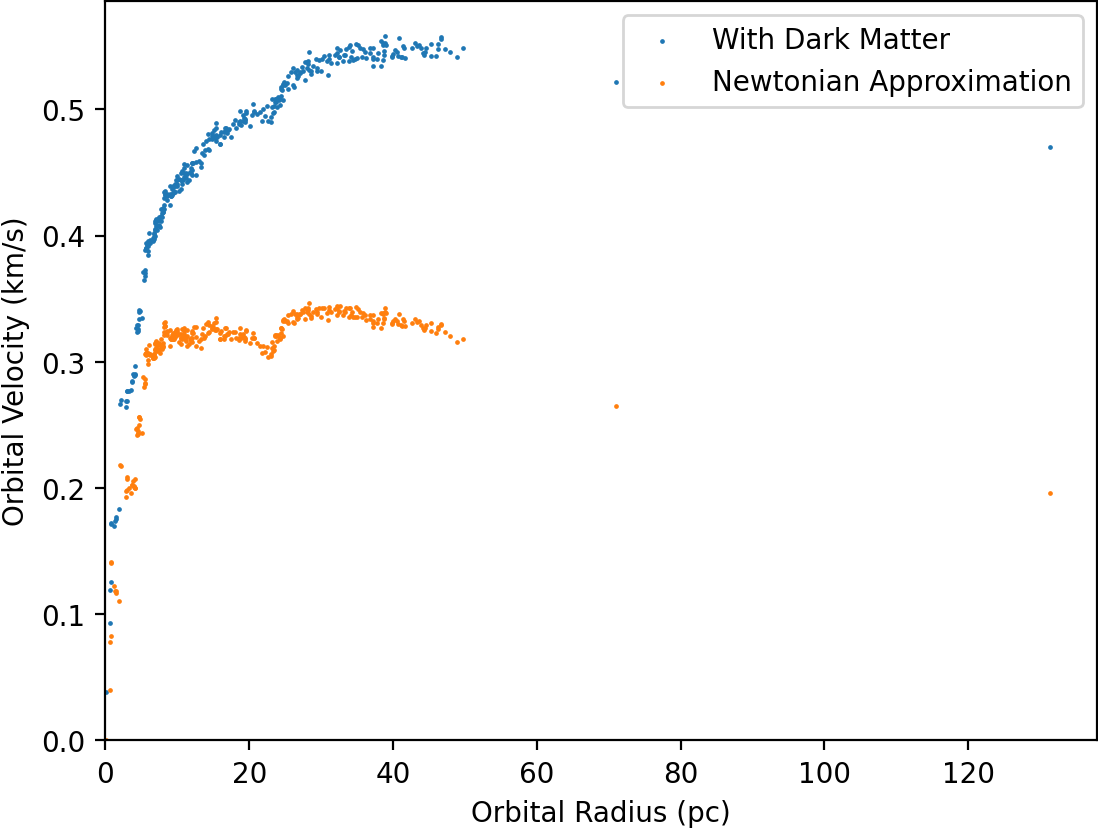 With Dark Matter
Newtonian Approximation
Orbital Velocity (km/s)
0.5
0.4
0.3
0.2
0.1
0.0
0 20 40 60 80 100 120
Orbital Radius (pc)